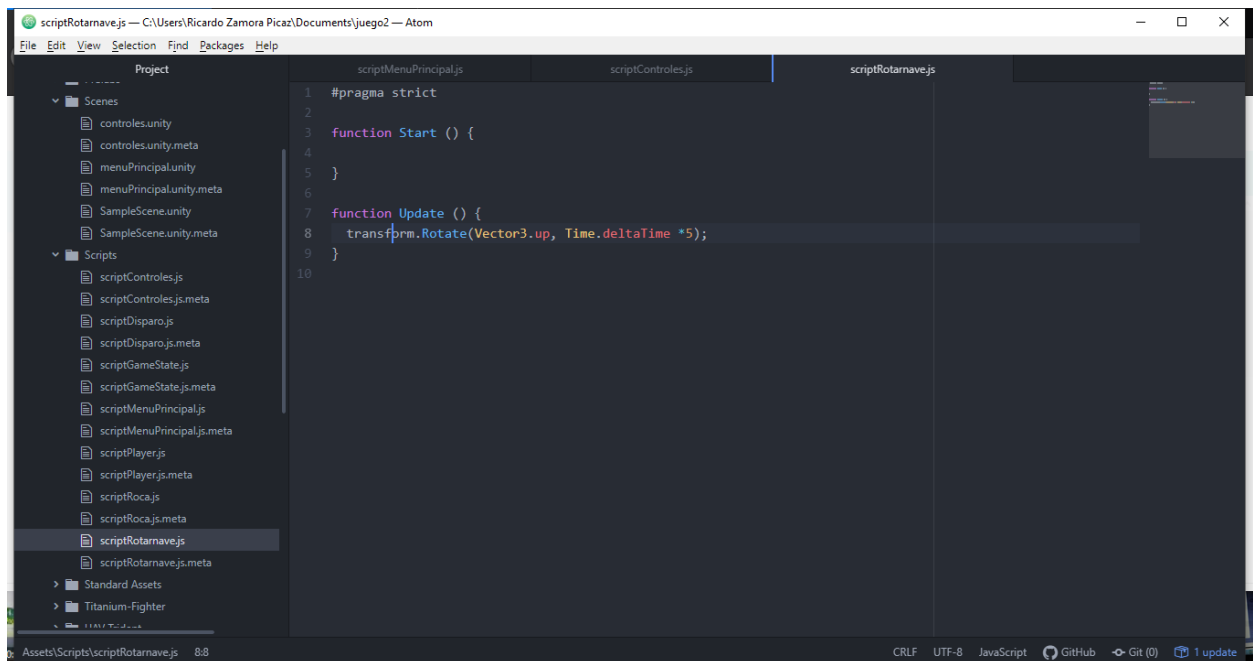 scriptRotarnave.js — C:\Users\Ricardo Zamora Picaz\Documents\juego2 — Atom
File Edit View Selection Find Packages Help
Project
scriptMenuPrincipal.js
scriptControles.js
scriptRotarnave.js
Scenes
controles.unity
controles.unity.meta
menuPrincipal.unity
menuPrincipal.unity.meta
SampleScene.unity
SampleScene.unity.meta
Scripts
scriptControles.js
scriptControles.js.meta
scriptDisparo.js
scriptDisparo.js.meta
scriptGameState.js
scriptGameState.js.meta
scriptMenuPrincipal.js
scriptMenuPrincipal.js.meta
scriptPlayer.js
scriptPlayer.js.meta
scriptRoca.js
scriptRoca.js.meta
scriptRotarnave.js
scriptRotarnave.js.meta
Standard Assets
Titanium-Fighter
1 #pragma strict
2
3 function Start () {
4
5 }
6
7 function Update () {
8 transform.Rotate(Vector3.up, Time.deltaTime *5);
9 }
10
Assets\Scripts\scriptRotarnave.js 8:8
CRLF UTF-8 JavaScript GitHub Git (0) 1 update